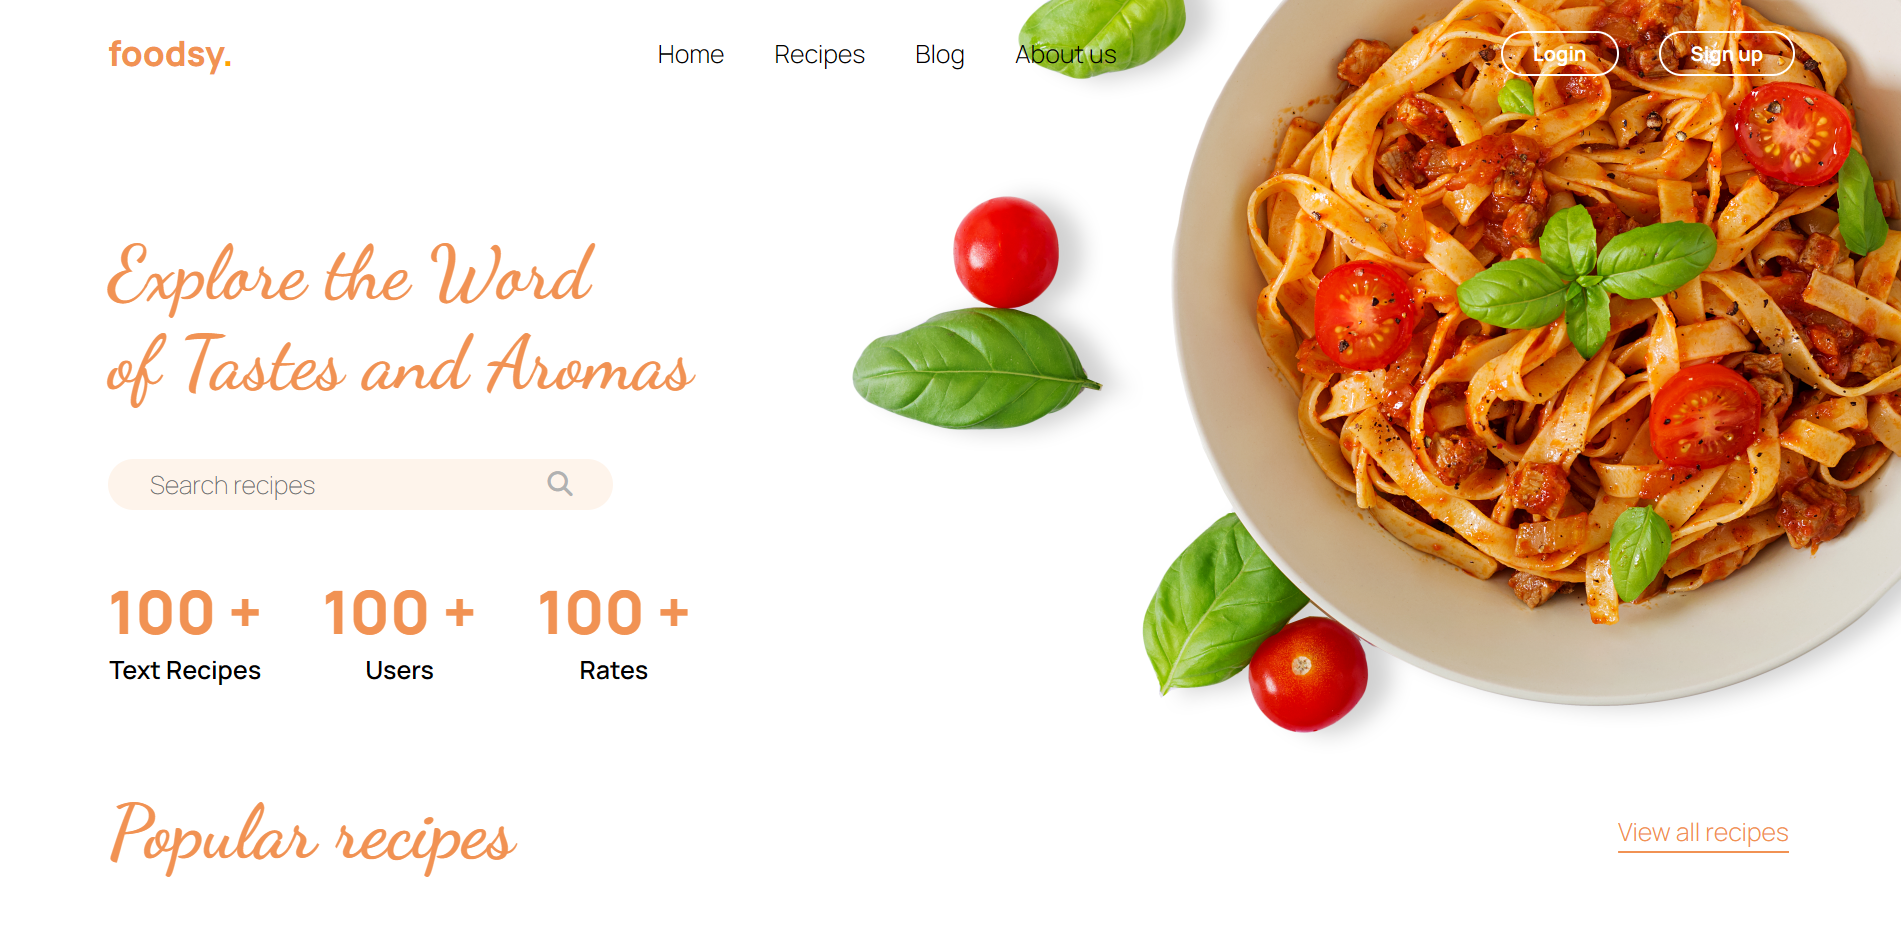 foodsy.
Home Recipes Blog About us
Login Sign up
Explore the Word
of Tastes and Aromas
Search recipes
100 + 100 + 100 +
Text Recipes Users Rates
Popular recipes
View all recipes